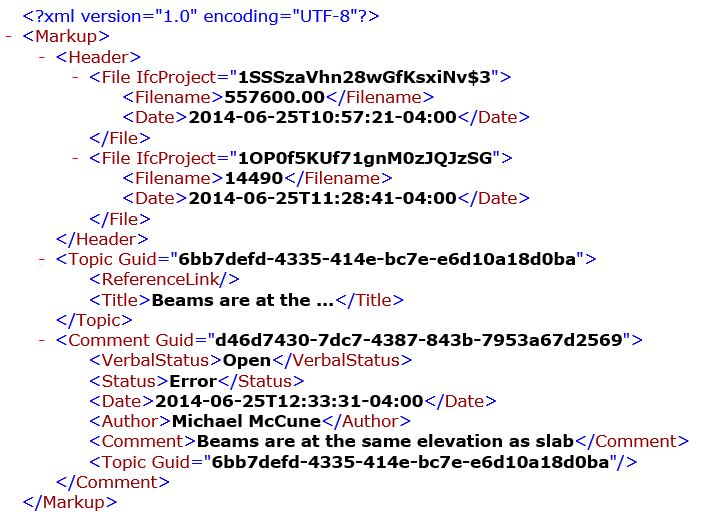 <?xml version="1.0" encoding="UTF-8"?>
- <Markup>
- <Header>
- <File IfcProject="1SSSzaVhn28wGfKsxiNv$3">
<Filename>557600.00</Filename>
<Date>2014-06-25T10:57:21-04:00</Date>
</File>
- <File IfcProject="1OP0f5KUf71gnM0zJQJzSG">
<Filename>14490</Filename>
<Date>2014-06-25T11:28:41-04:00</Date>
</File>
</Header>
- <Topic Guid="6bb7defd-4335-414e-bc7e-e6d10a18d0ba">
<ReferenceLink/>
<Title>Beams are at the ...</Title>
</Topic>
- <Comment Guid="d46d7430-7dc7-4387-843b-7953a67d2569">
<VerbalStatus>Open</VerbalStatus>
<Status>Error</Status>
<Date>2014-06-25T12:33:31-04:00</Date>
<Author>Michael McCune</Author>
<Comment>Beams are at the same elevation as slab</Comment>
<Topic Guid="6bb7defd-4335-414e-bc7e-e6d10a18d0ba"/>
</Comment>
</Markup>